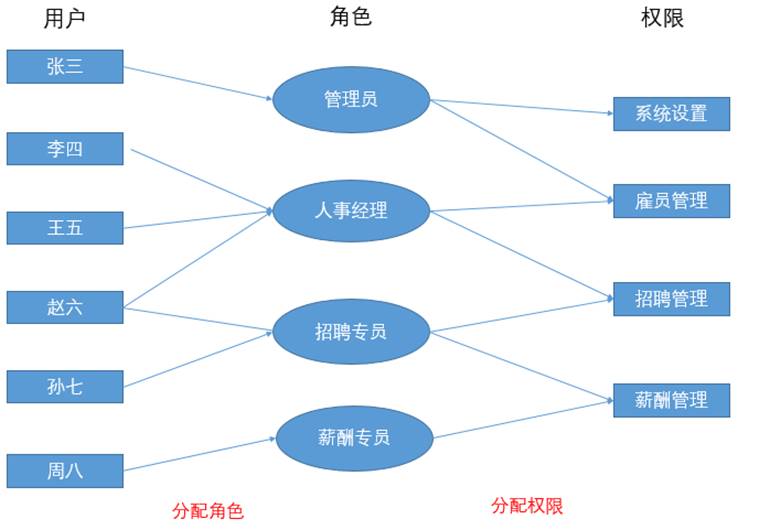 用户
角色
权限
张三
李四
王五
赵六
孙七
周八
管理员
人事经理
招聘专员
薪酬专员
系统设置
雇员管理
招聘管理
薪酬管理
分配角色
分配权限